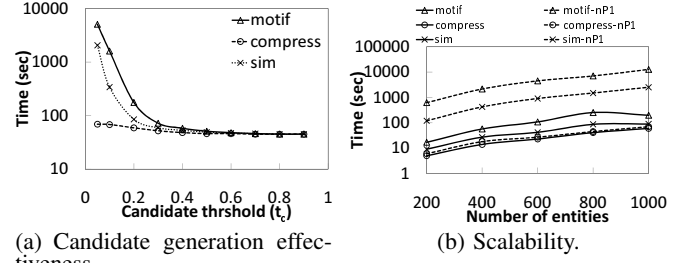 10000
1000
100
10
Time (sec)
motif
compress
sim
0 0.2 0.4 0.6 0.8 1
Candidate thrshold (tc)
(a) Candidate generation effec-
tiveness
motif motif-nP1
compress compress-nP1
sim sim-nP1
100000
10000
1000
100
10
1
Time (sec)
200 400 600 800 1000
Number of entities
(b) Scalability.